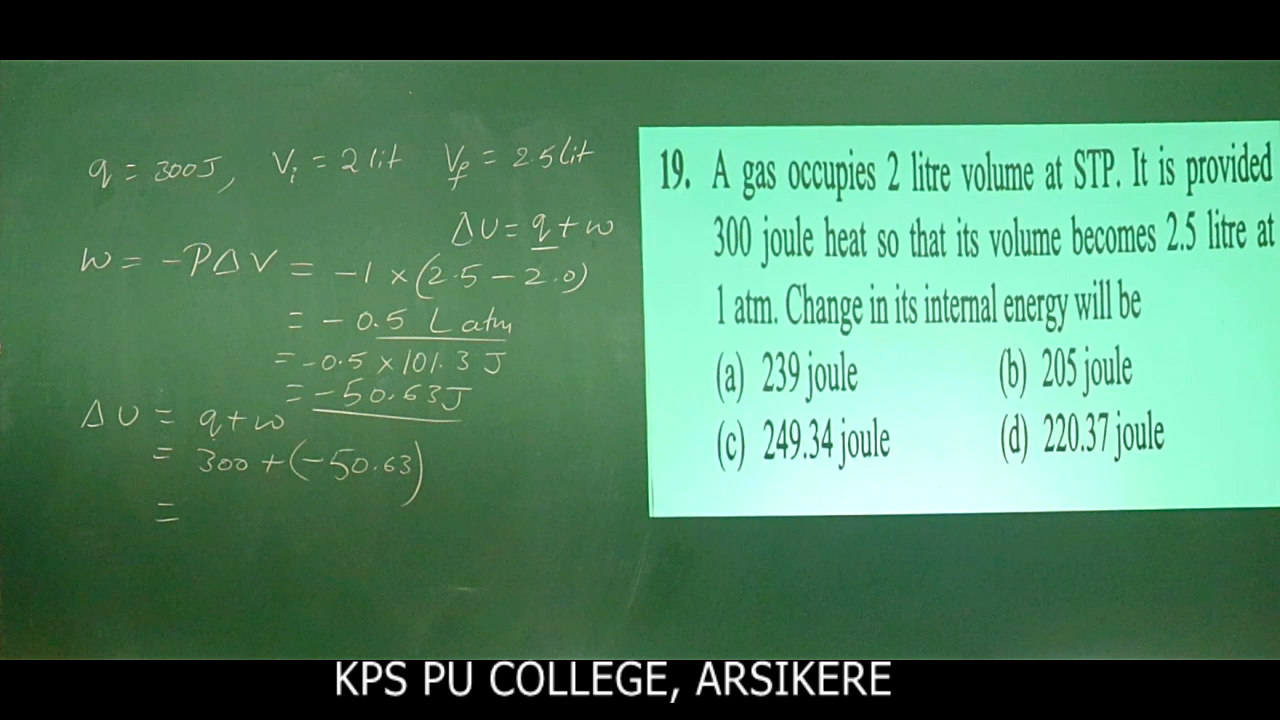 q = 300J, Vi = 2 lit Vf = 2.5 lit
ΔU = q + w
w = -PΔV = -1 × (2.5 - 2.0)
= -0.5 L atm
= -0.5 × 101.3 J
= -50.63J
ΔU = q + w
= 300 + (-50.63)
=
19. A gas occupies 2 litre volume at STP. It is provided
300 joule heat so that its volume becomes 2.5 litre at
1 atm. Change in its internal energy will be
(a) 239 joule (b) 205 joule
(c) 249.34 joule (d) 220.37 joule
KPS PU COLLEGE, ARSIKERE